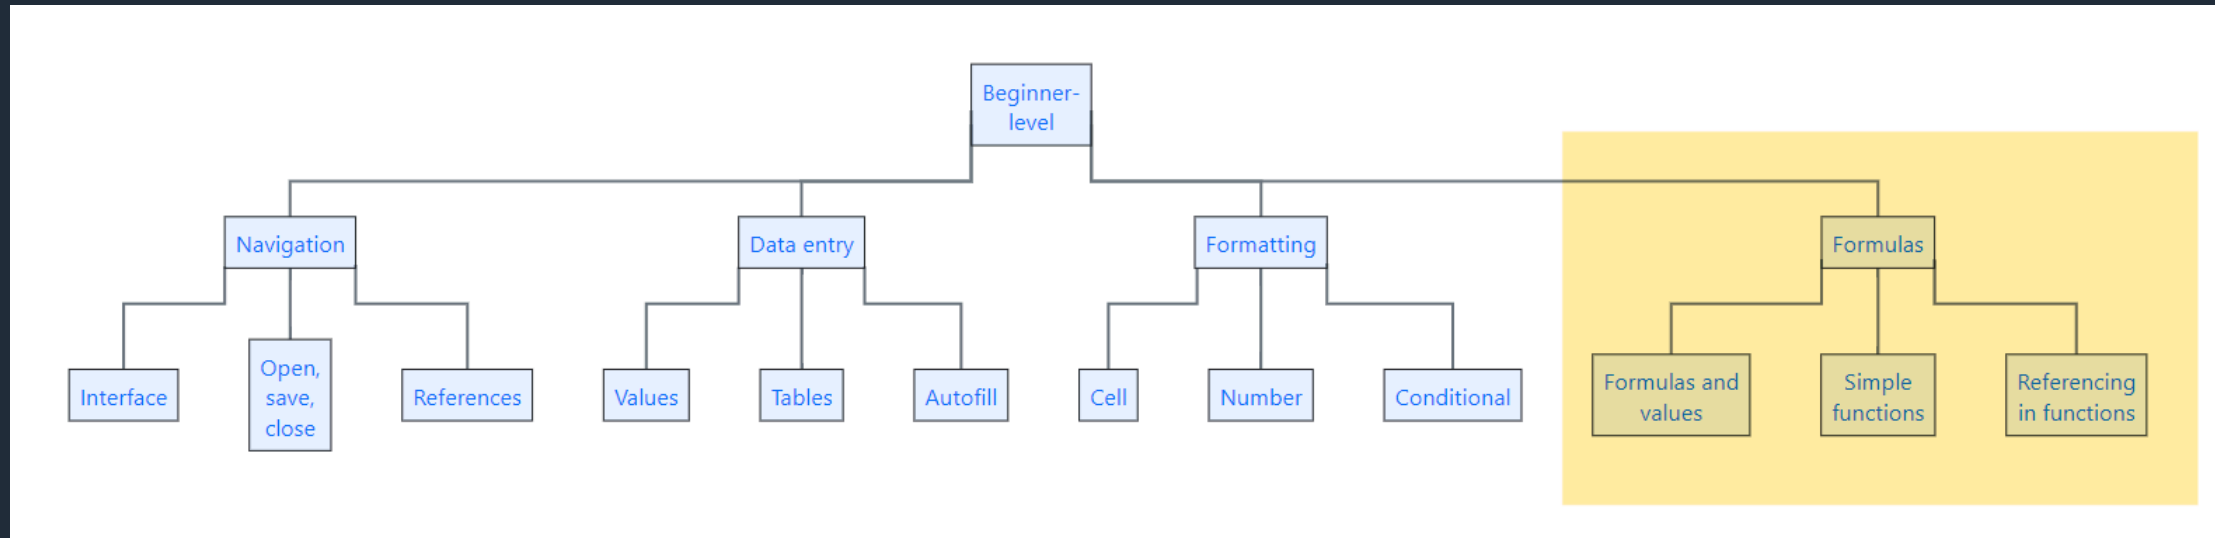 Beginner-
level
Navigation
Data entry
Formatting
Formulas
Interface
Open,
save,
close
References
Values
Tables
Autofill
Cell
Number
Conditional
Formulas and
values
Simple
functions
Referencing
in functions